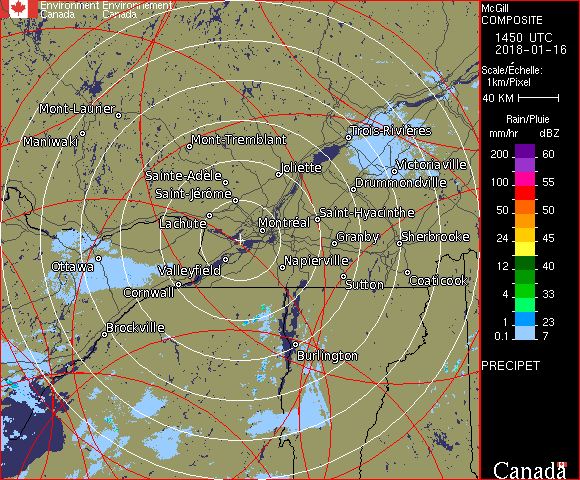 Environment Environnement
Canada Canada
McGill
COMPOSITE
1450 UTC
2018-01-16
Scale/Échelle:
1km/Pixel
40 KM
Rain/Pluie
mm/hr dBZ
200 60
100 55
50 50
24 45
12 40
4 33
1 23
0.1 7
PRECIPET
Canada
Mont-Laurier
Maniwaki
Mont-Tremblant
Trois-Rivières
Victoriaville
Sainte-Adèle
Joliette
Drummondville
Saint-Jérôme
Lachute
Montréal
Saint-Hyacinthe
Granby
Sherbrooke
Ottawa
Valleyfield
Napierville
Cornwall
Sutton
Coaticook
Brockville
Burlington